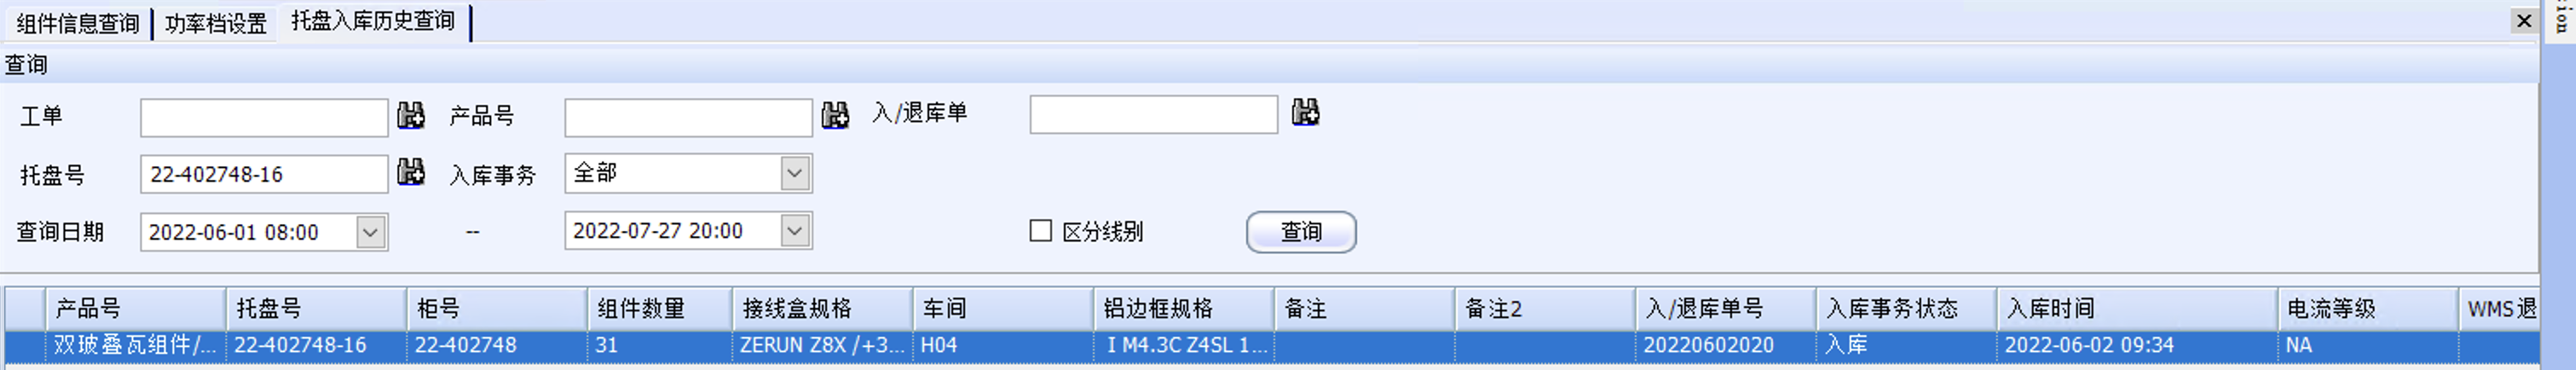 组件信息查询 功率档设置 托盘入库历史查询
tion
查询
工单 产品号 入/退库单
托盘号 22-402748-16 入库事务 全部
查询日期 2022-06-01 08:00 -- 2022-07-27 20:00 区分线别 查询
产品号 托盘号 柜号 组件数量 接线盒规格 车间 铝边框规格 备注 备注2 入/退库单号 入库事务状态 入库时间 电流等级 WMS退
双玻叠瓦组件/... 22-402748-16 22-402748 31 ZERUN Z8X /+3... H04 I M4.3C Z4SL 1... 20220602020 入库 2022-06-02 09:34 NA